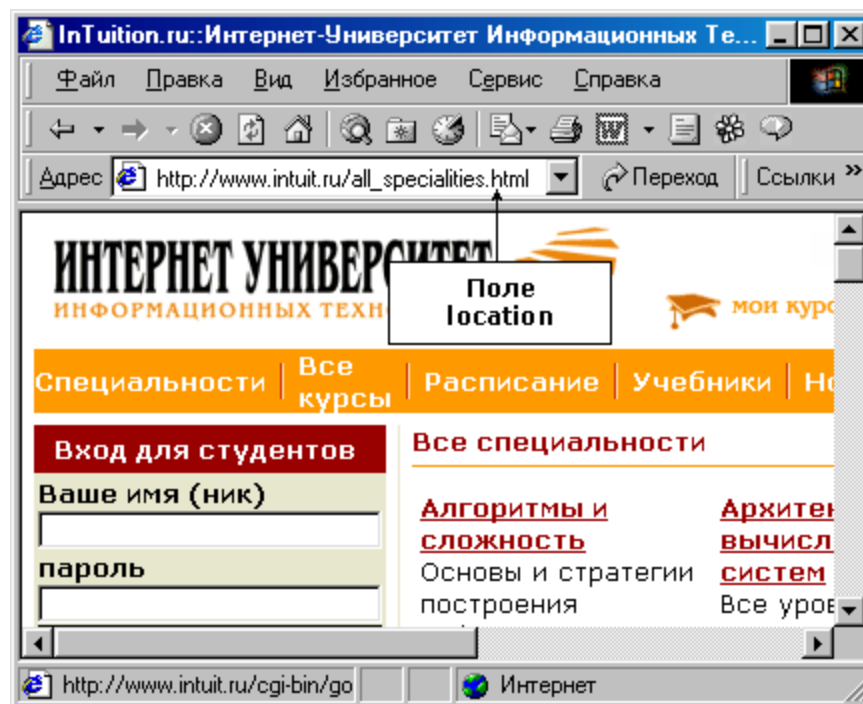 InTuition.ru::Интернет-Университет Информационных Те...
Файл Правка Вид Избранное Сервис Справка
Адрес http://www.intuit.ru/all_specialities.html Переход Ссылки »
ИНТЕРНЕТ УНИВЕРСИТЕТ
ИНФОРМАЦИОННЫХ ТЕХН
Поле
location
мои курс
Специальности Все курсы Расписание Учебники Но
Вход для студентов
Ваше имя (ник)
пароль
Все специальности
Алгоритмы и
сложность
Основы и стратегии
построения
Архитек
вычисл
систем
Все уров
http://www.intuit.ru/cgi-bin/go Интернет